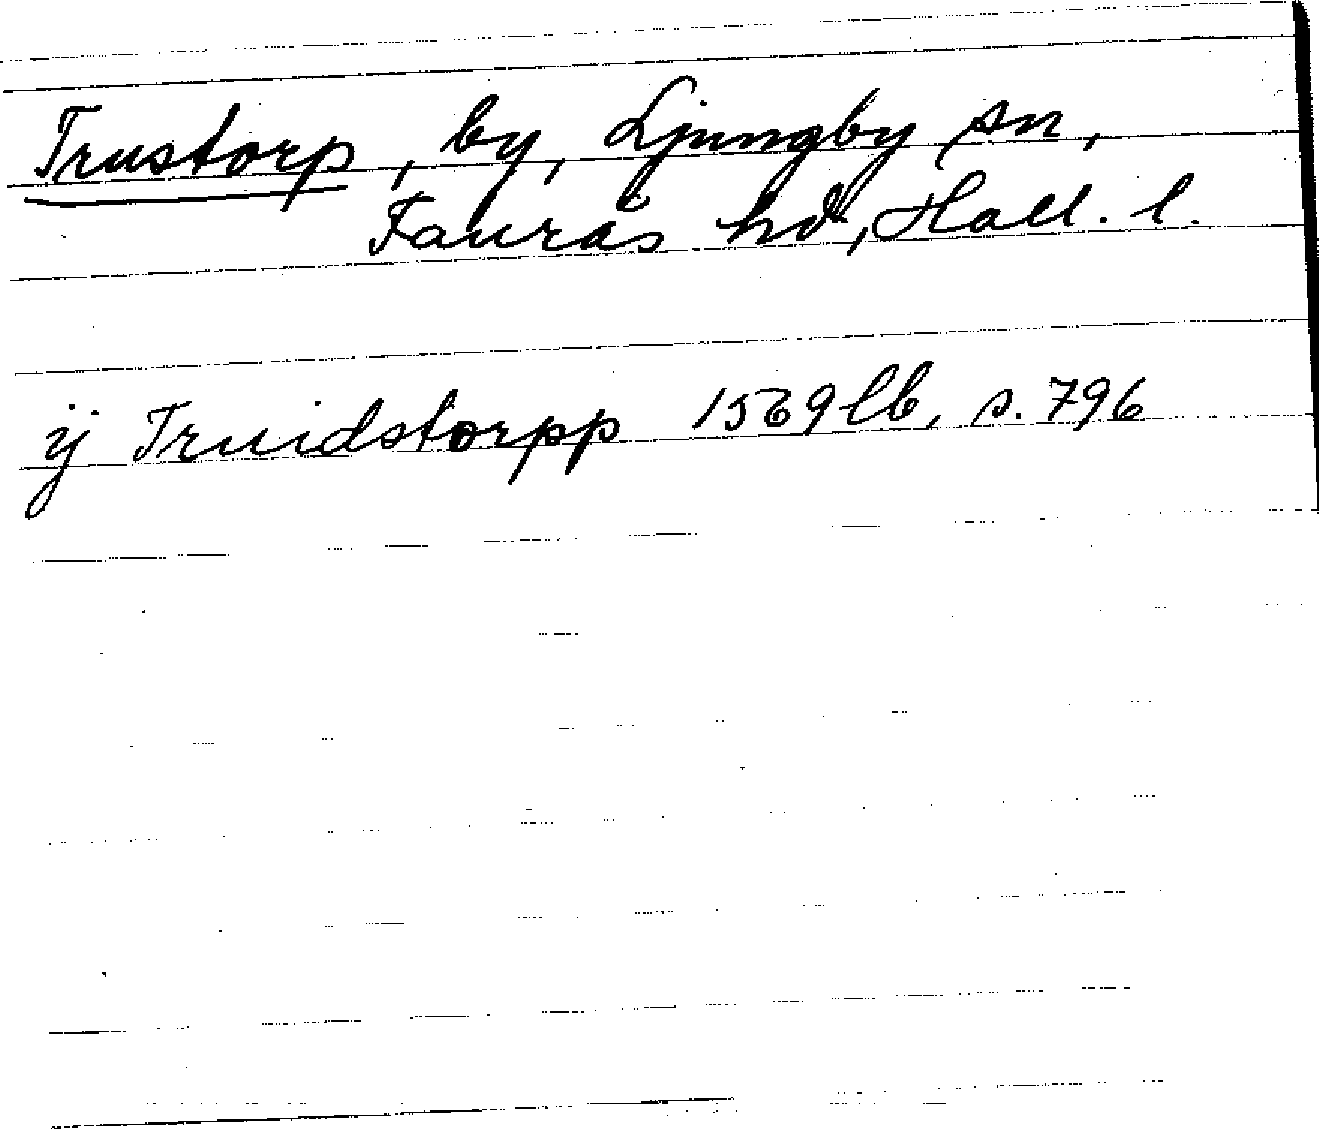 Trustorp, by, Ljungby sn,
Faurås hd, Hall. l.
ij Truidstorpp 1569 lb, s. 796